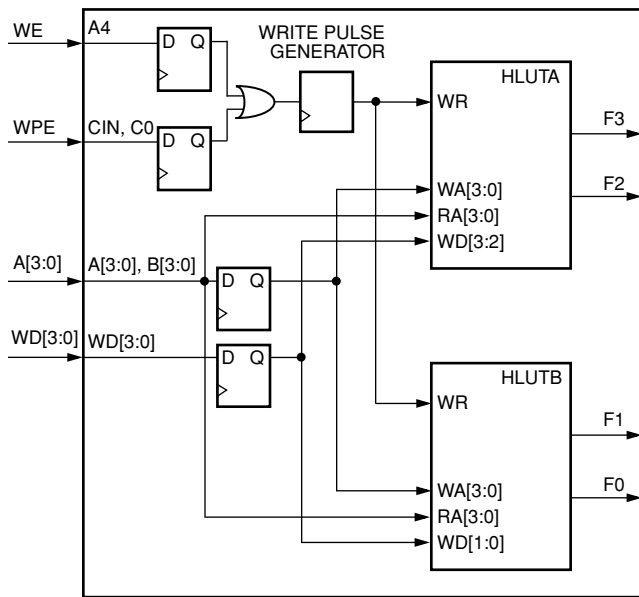 WE
A4
D Q
WRITE PULSE
GENERATOR
HLUTA
WR
F3
WPE
CIN, C0
D Q
F2
WA[3:0]
RA[3:0]
WD[3:2]
A[3:0]
A[3:0], B[3:0]
D Q
WD[3:0]
WD[3:0]
D Q
HLUTB
WR
F1
WA[3:0]
F0
RA[3:0]
WD[1:0]